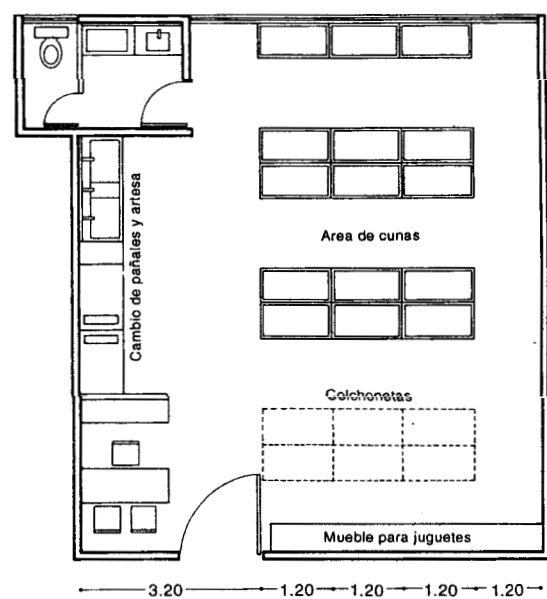 Cambio de pañales y artesa
Area de cunas
Colchonetas
Mueble para juguetes
3.20 1.20 1.20 1.20 1.20